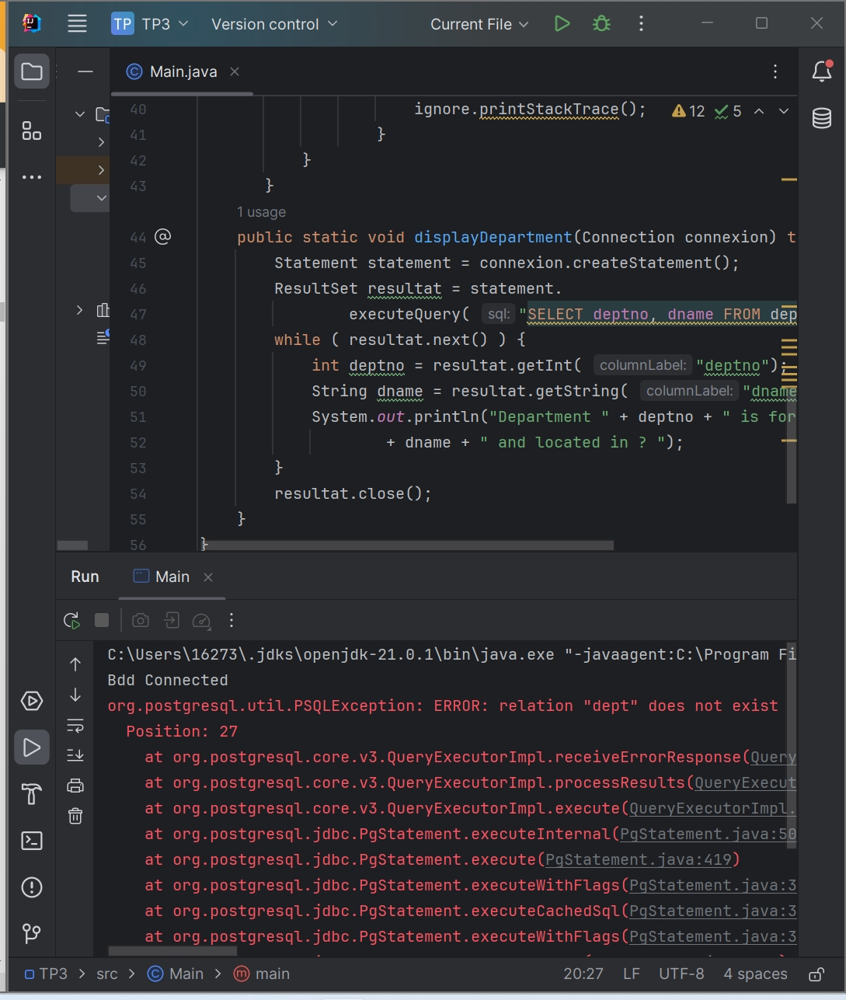 TP TP3 Version control Current File
Main.java
40 ignore.printStackTrace(); 12 5
41 }
42 }
43 }
1 usage
44 @ public static void displayDepartment(Connection connexion) t
45 Statement statement = connexion.createStatement();
46 ResultSet resultat = statement.
47 executeQuery( sql: "SELECT deptno, dname FROM dep
48 while ( resultat.next() ) {
49 int deptno = resultat.getInt( columnLabel: "deptno");
50 String dname = resultat.getString( columnLabel: "dname
51 System.out.println("Department " + deptno + " is for
52 + dname + " and located in ? ");
53 }
54 resultat.close();
55 }
56 }
Run Main
C:\Users\16273\.jdks\openjdk-21.0.1\bin\java.exe "-javaagent:C:\Program Fi
Bdd Connected
org.postgresql.util.PSQLException: ERROR: relation "dept" does not exist
Position: 27
at org.postgresql.core.v3.QueryExecutorImpl.receiveErrorResponse(Query
at org.postgresql.core.v3.QueryExecutorImpl.processResults(QueryExecut
at org.postgresql.core.v3.QueryExecutorImpl.execute(QueryExecutorImpl.
at org.postgresql.jdbc.PgStatement.executeInternal(PgStatement.java:50
at org.postgresql.jdbc.PgStatement.execute(PgStatement.java:419)
at org.postgresql.jdbc.PgStatement.executeWithFlags(PgStatement.java:3
at org.postgresql.jdbc.PgStatement.executeCachedSql(PgStatement.java:3
at org.postgresql.jdbc.PgStatement.executeWithFlags(PgStatement.java:3
TP3 > src > Main > main 20:27 LF UTF-8 4 spaces